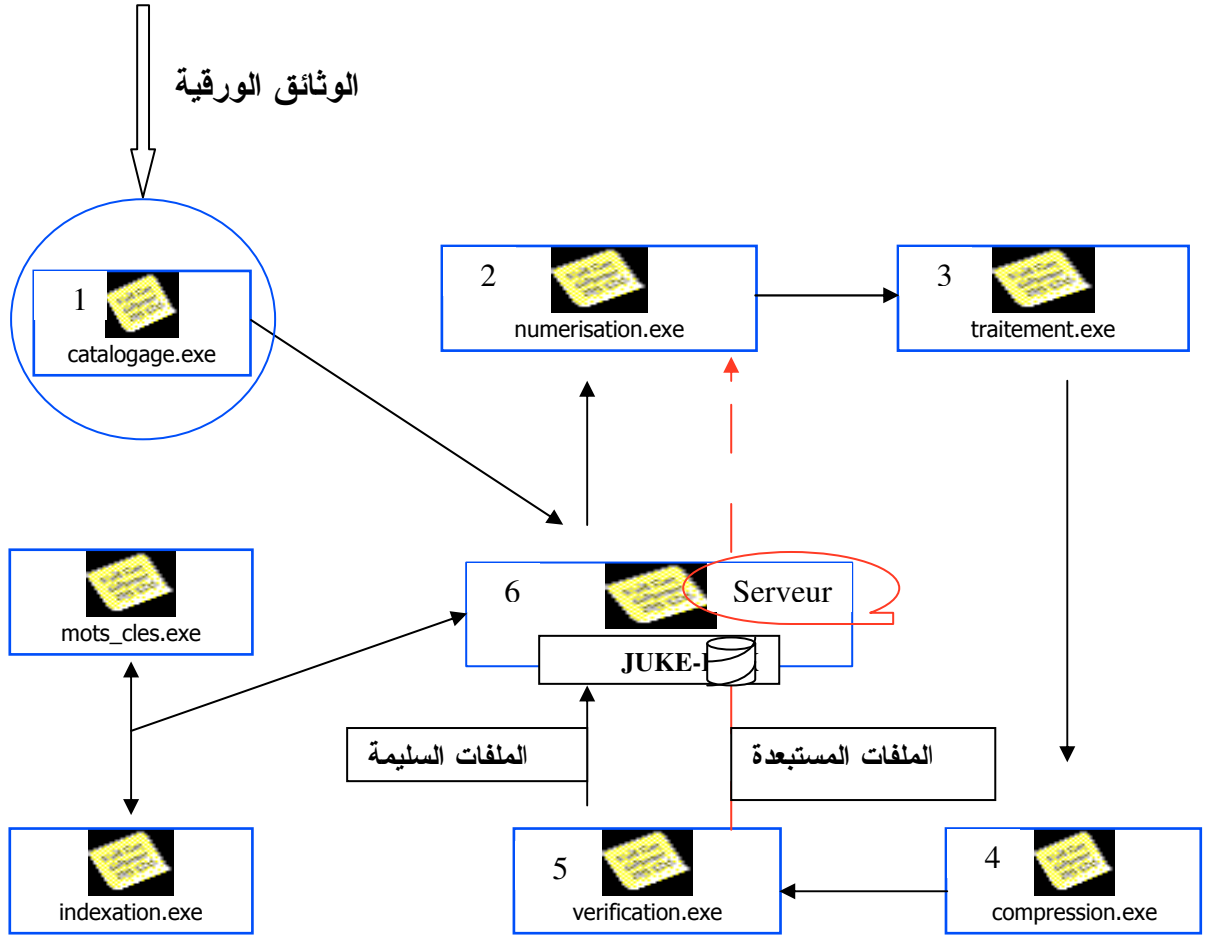 الوثائق الورقية
1
catalogage.exe
2
numerisation.exe
3
traitement.exe
mots_cles.exe
6
Serveur
JUKE-
الملفات السليمة
الملفات المستبعدة
indexation.exe
5
verification.exe
4
compression.exe